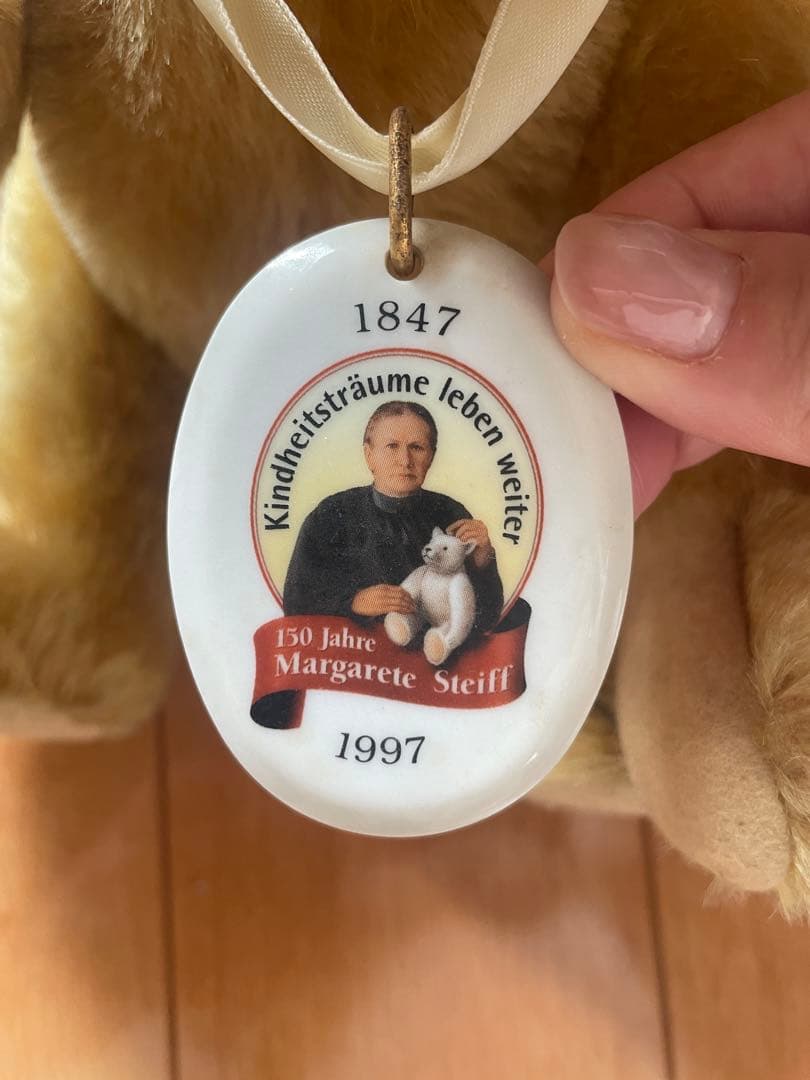 1847
Kindheitsträume leben weiter
150 Jahre
Margarete Steiff
1997